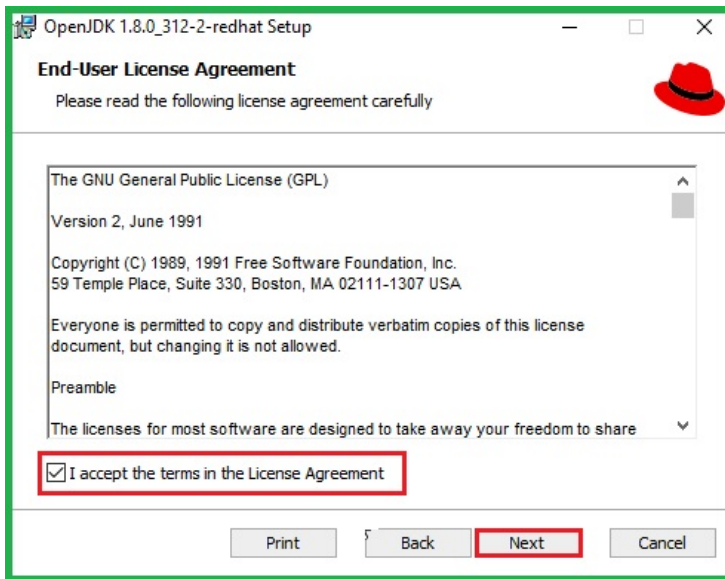 OpenJDK 1.8.0_312-2-redhat Setup
End-User License Agreement
Please read the following license agreement carefully
The GNU General Public License (GPL)
Version 2, June 1991
Copyright (C) 1989, 1991 Free Software Foundation, Inc.
59 Temple Place, Suite 330, Boston, MA 02111-1307 USA
Everyone is permitted to copy and distribute verbatim copies of this license
document, but changing it is not allowed.
Preamble
The licenses for most software are designed to take away your freedom to share
I accept the terms in the License Agreement
Print Back Next Cancel